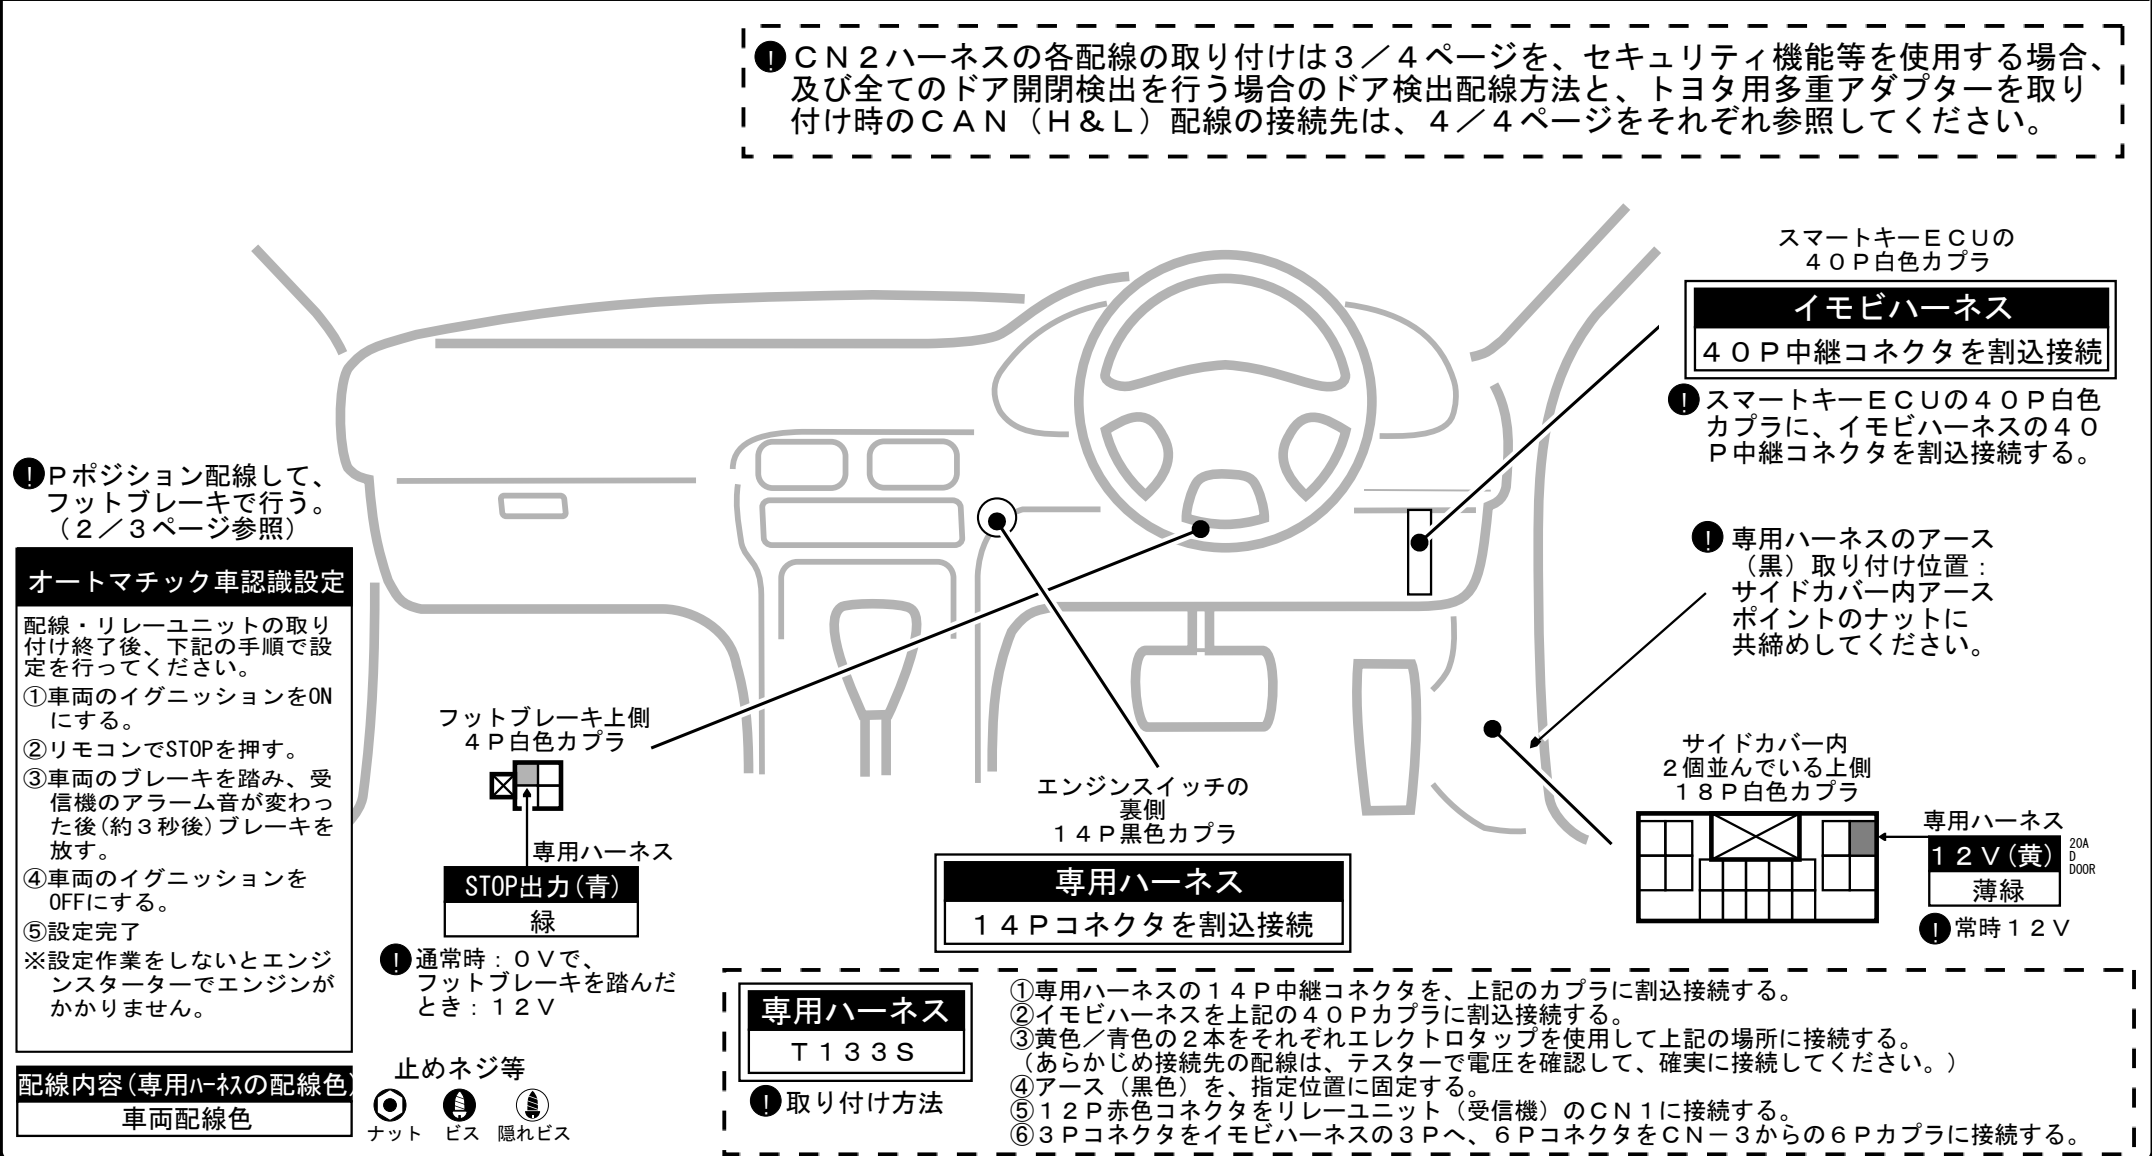 ❗CN2ハーネスの各配線の取り付けは3／4ページを、セキュリティ機能等を使用する場合、
及び全てのドア開閉検出を行う場合のドア検出配線方法と、トヨタ用多重アダプターを取り
付け時のCAN（H＆L）配線の接続先は、4／4ページをそれぞれ参照してください。
スマートキーECUの
40P白色カプラ
イモビハーネス
40P中継コネクタを割込接続
❗スマートキーECUの40P白色
カプラに、イモビハーネスの40
P中継コネクタを割込接続する。
❗Pポジション配線して、
フットブレーキで行う。
（2／3ページ参照）
オートマチック車認識設定
配線・リレーユニットの取り
付け終了後、下記の手順で設
定を行ってください。
①車両のイグニッションをON
にする。
②リモコンでSTOPを押す。
③車両のブレーキを踏み、受
信機のアラーム音が変わっ
た後(約3秒後)ブレーキを
放す。
④車両のイグニッションを
OFFにする。
⑤設定完了
※設定作業をしないとエンジ
ンスターターでエンジンが
かかりません。
配線内容(専用ハーネスの配線色)
車両配線色
❗専用ハーネスのアース
（黒）取り付け位置：
サイドカバー内アース
ポイントのナットに
共締めしてください。
フットブレーキ上側
4P白色カプラ
専用ハーネス
STOP出力(青)
緑
❗通常時：0Vで、
フットブレーキを踏んだ
とき：12V
止めネジ等
ナット ビス 隠れビス
エンジンスイッチの
裏側
14P黒色カプラ
専用ハーネス
14Pコネクタを割込接続
サイドカバー内
2個並んでいる上側
18P白色カプラ
専用ハーネス
12V(黄)
20A
D
DOOR
薄緑
❗常時12V
専用ハーネス
T133S
❗取り付け方法
①専用ハーネスの14P中継コネクタを、上記のカプラに割込接続する。
②イモビハーネスを上記の40Pカプラに割込接続する。
③黄色／青色の2本をそれぞれエレクトロタップを使用して上記の場所に接続する。
（あらかじめ接続先の配線は、テスターで電圧を確認して、確実に接続してください。）
④アース（黒色）を、指定位置に固定する。
⑤12P赤色コネクタをリレーユニット（受信機）のCN1に接続する。
⑥3Pコネクタをイモビハーネスの3Pへ、6PコネクタをCN－3からの6Pカプラに接続する。